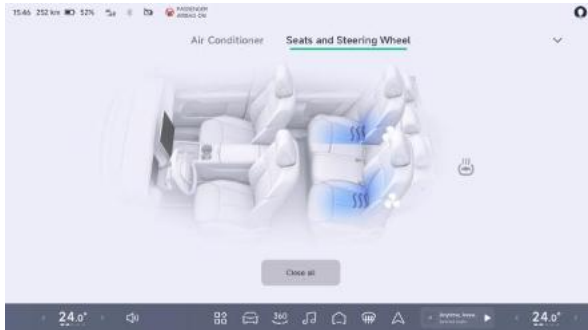 15:46 252 km 52%
PASSENGER
AIRBAG ON
Air Conditioner Seats and Steering Wheel
Close all
24.0° 360 24.0°